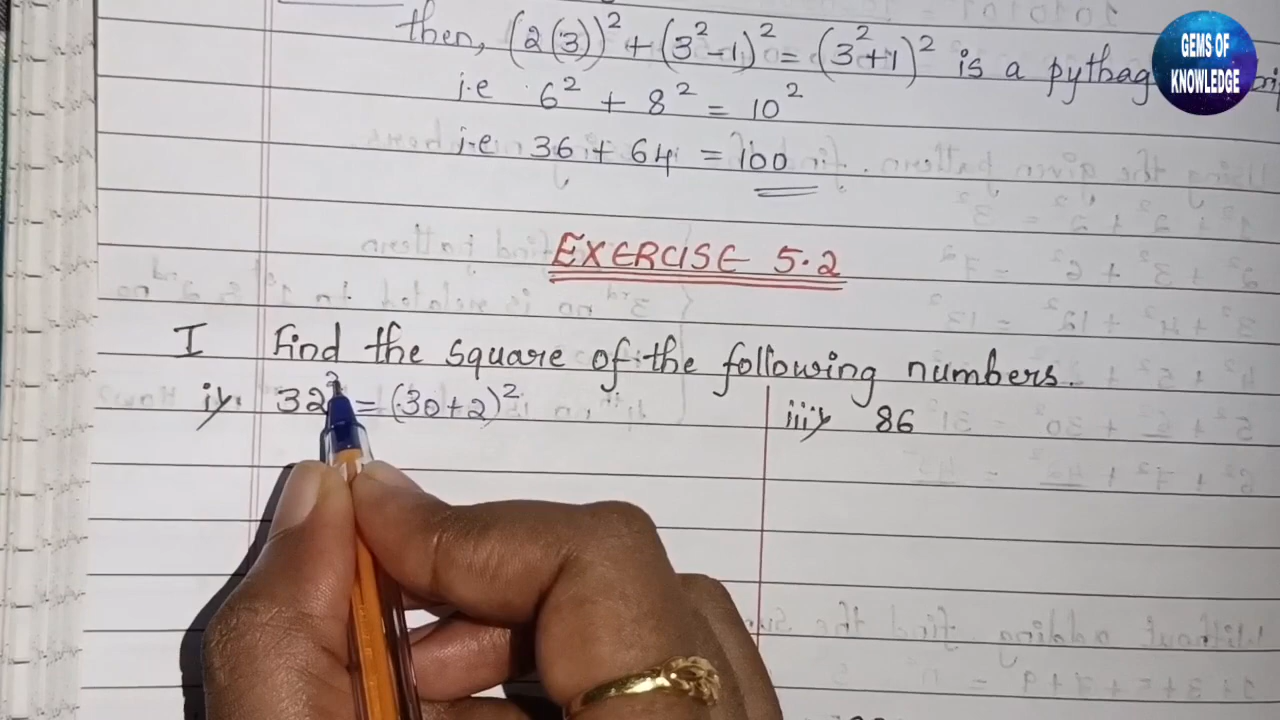 then, (2(3))² + (3²-1)² = (3²+1)² is a pythag
i.e 6² + 8² = 10²
i.e 36 + 64 = 100
GEMS OF
KNOWLEDGE
EXERCISE 5.2
I Find the square of the following numbers.
i) 32² = (30+2)²
iii) 86